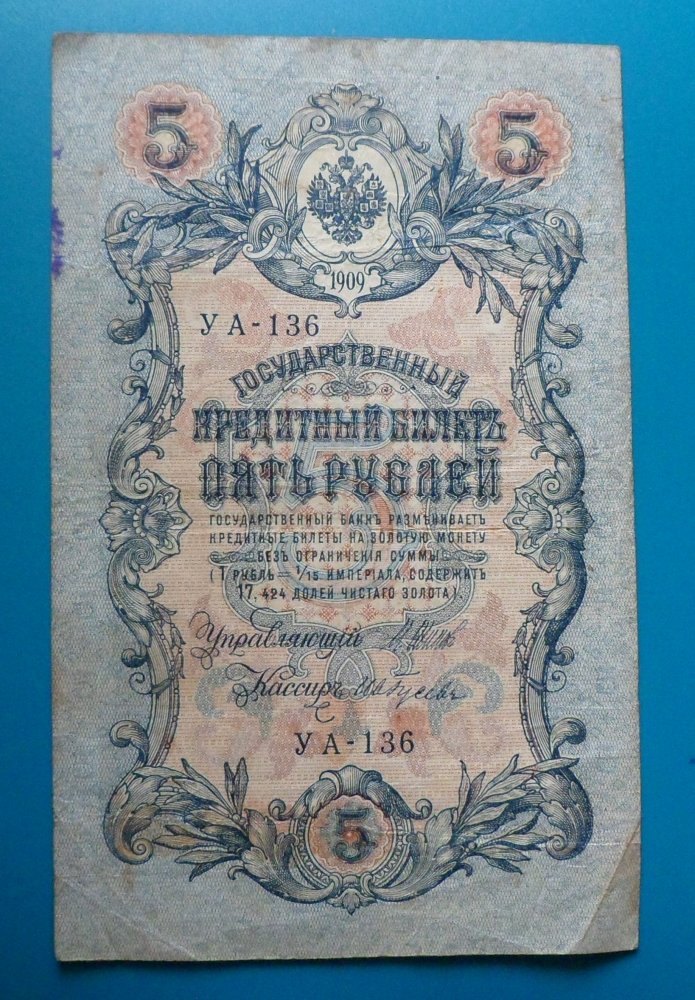 5 5
1909
УА-136
ГОСУДАРСТВЕННЫЙ
КРЕДИТНЫЙ БИЛЕТЪ
ПЯТЬ РУБЛЕЙ
ГОСУДАРСТВЕННЫЙ БАНКЪ РАЗМѢНИВАЕТЪ
КРЕДИТНЫЕ БИЛЕТЫ НА ЗОЛОТУЮ МОНЕТУ
БЕЗЪ ОГРАНИЧЕНІЯ СУММЫ
(1 РУБЛЬ = 1/15 ИМПЕРІАЛА, СОДЕРЖИТЪ
17,424 ДОЛЕЙ ЧИСТАГО ЗОЛОТА)
Управляющій
Кассиръ
УА-136
5